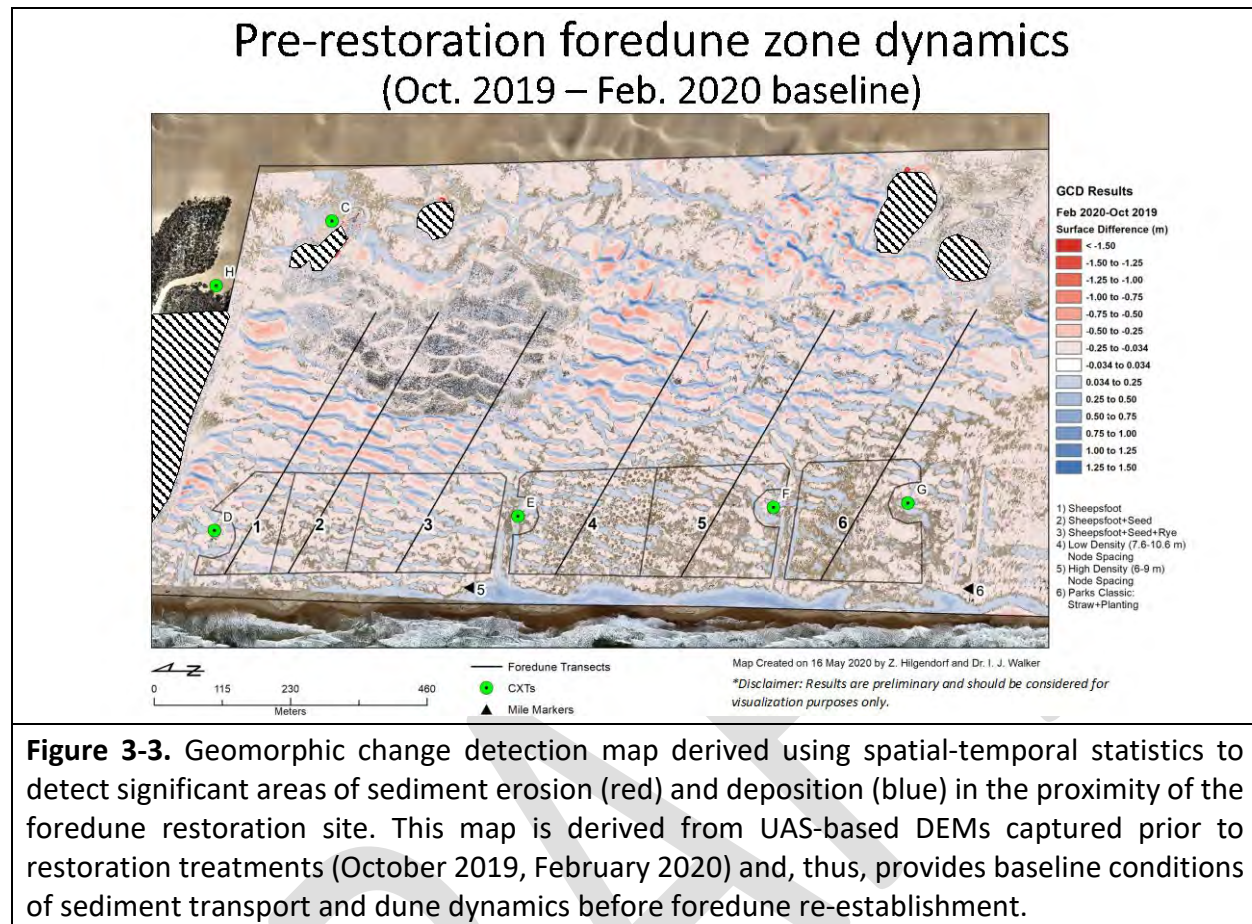 Pre-restoration foredune zone dynamics
(Oct. 2019 – Feb. 2020 baseline)
C
H
D
1
2
3
E
4
5
F
6
G
5
6
GCD Results
Feb 2020-Oct 2019
Surface Difference (m)
< -1.50
-1.50 to -1.25
-1.25 to -1.00
-1.00 to -0.75
-0.75 to -0.50
-0.50 to -0.25
-0.25 to -0.034
-0.034 to 0.034
0.034 to 0.25
0.25 to 0.50
0.50 to 0.75
0.75 to 1.00
1.00 to 1.25
1.25 to 1.50
1) Sheepsfoot
2) Sheepsfoot+Seed
3) Sheepsfoot+Seed+Rye
4) Low Density (7.6-10.6 m)
Node Spacing
5) High Density (6-9 m)
Node Spacing
6) Parks Classic:
Straw+Planting
Z
0 115 230 460
Meters
Foredune Transects
CXTs
Mile Markers
Map Created on 16 May 2020 by Z. Hilgendorf and Dr. I. J. Walker
*Disclaimer: Results are preliminary and should be considered for
visualization purposes only.
Figure 3-3. Geomorphic change detection map derived using spatial-temporal statistics to
detect significant areas of sediment erosion (red) and deposition (blue) in the proximity of the
foredune restoration site. This map is derived from UAS-based DEMs captured prior to
restoration treatments (October 2019, February 2020) and, thus, provides baseline conditions
of sediment transport and dune dynamics before foredune re-establishment.